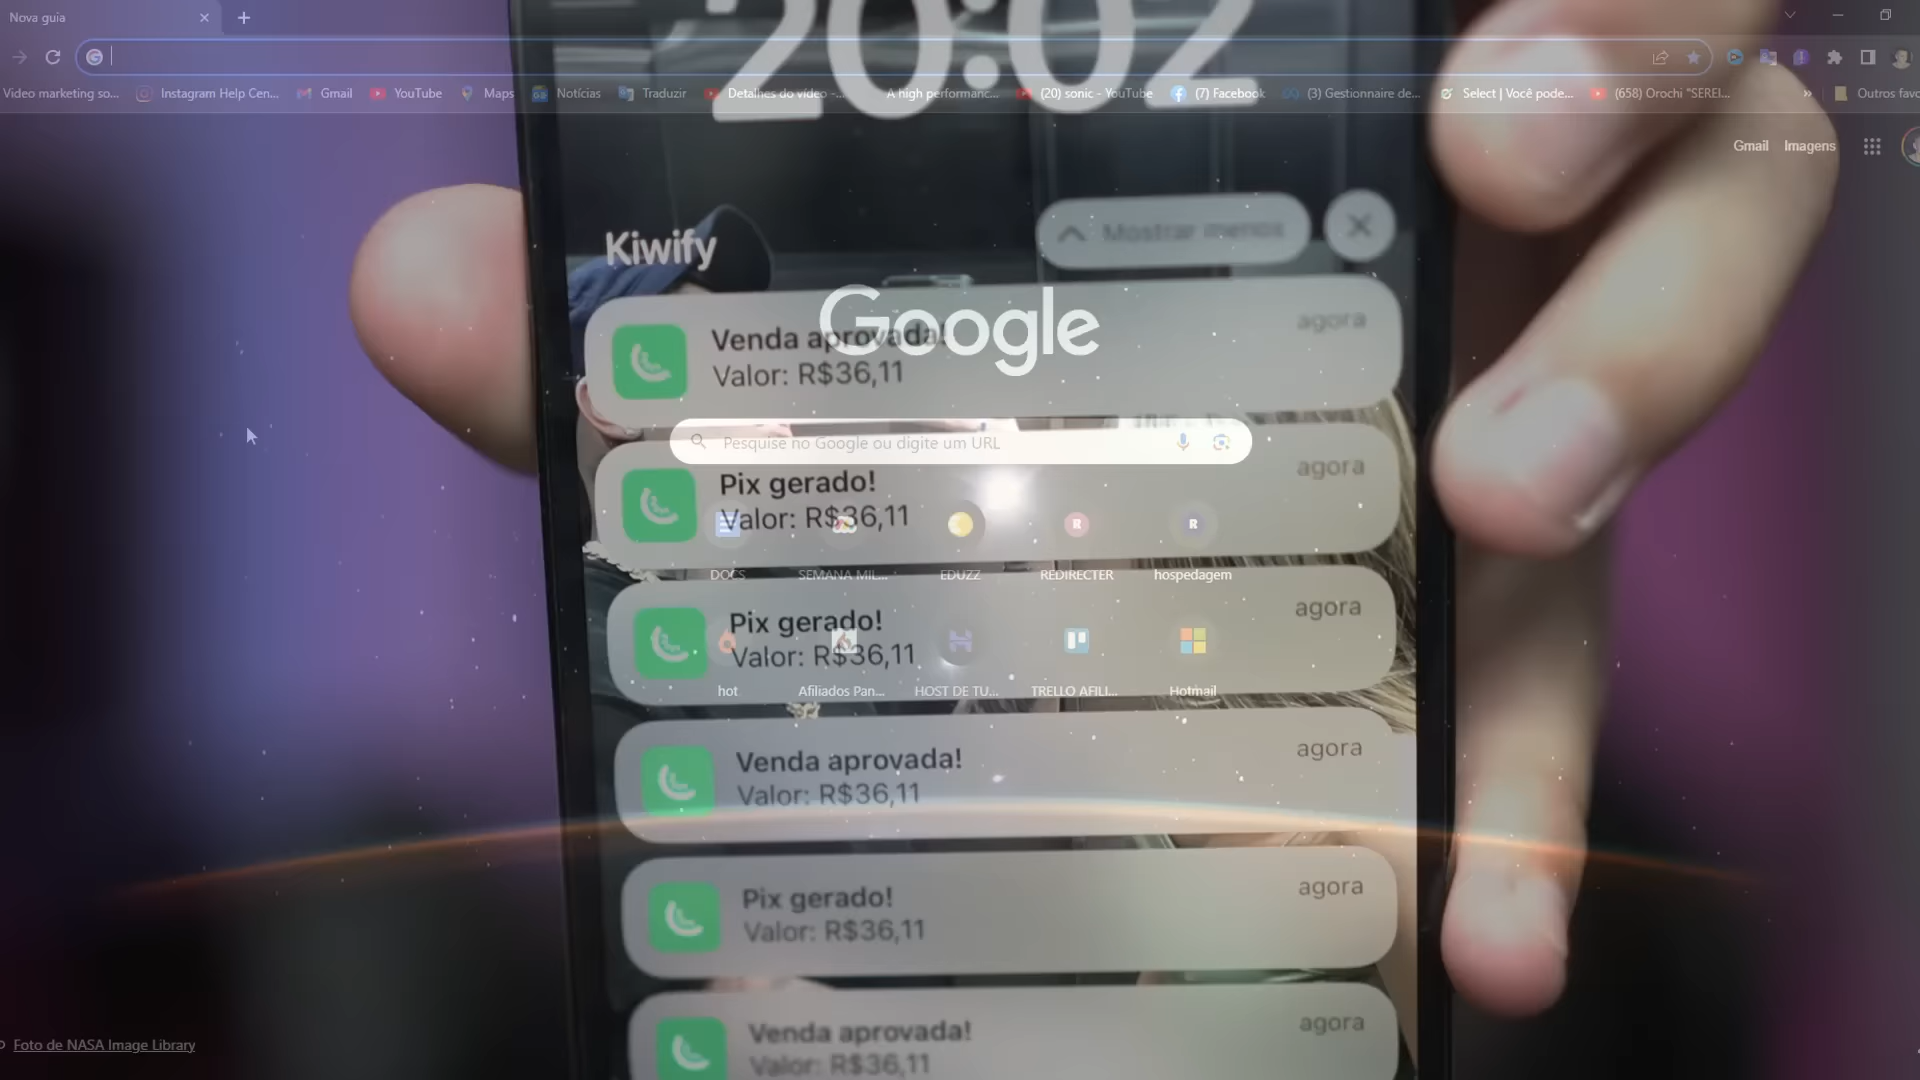 Nova guia
20:02
Video marketing so...
Instagram Help Cen...
Gmail
YouTube
Maps
Notícias
Traduzir
Detalhes do vídeo -...
A high performanc...
(20) sonic - YouTube
(7) Facebook
(3) Gestionnaire de...
Select | Você pode...
(658) Orochi "SEREI...
»
Outros favo
Gmail
Imagens
Kiwify
Mostrar menos
Google
Venda aprovada!
agora
Valor: R$36,11
Pesquise no Google ou digite um URL
Pix gerado!
agora
Valor: R$36,11
DOCS
SEMANA MIL...
EDUZZ
REDIRECTER
hospedagem
Pix gerado!
agora
Valor: R$36,11
hot
Afiliados Pan...
HOST DE TU...
TRELLO AFILI...
Hotmail
Venda aprovada!
agora
Valor: R$36,11
Pix gerado!
agora
Valor: R$36,11
Venda aprovada!
agora
Valor: R$36,11
Foto de NASA Image Library